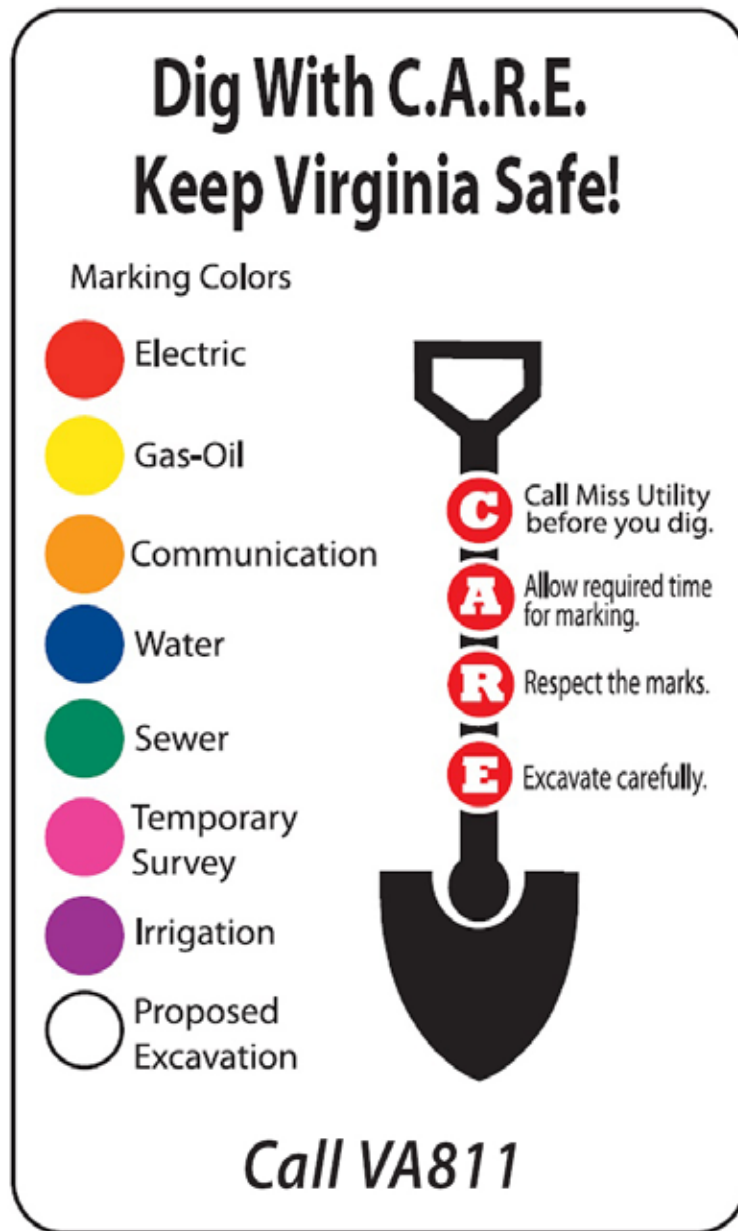 Dig With C.A.R.E.
Keep Virginia Safe!
Marking Colors
Electric
Gas-Oil
Communication
Water
Sewer
Temporary
Survey
Irrigation
Proposed
Excavation
C
Call Miss Utility
before you dig.
A
Allow required time
for marking.
R
Respect the marks.
E
Excavate carefully.
Call VA811